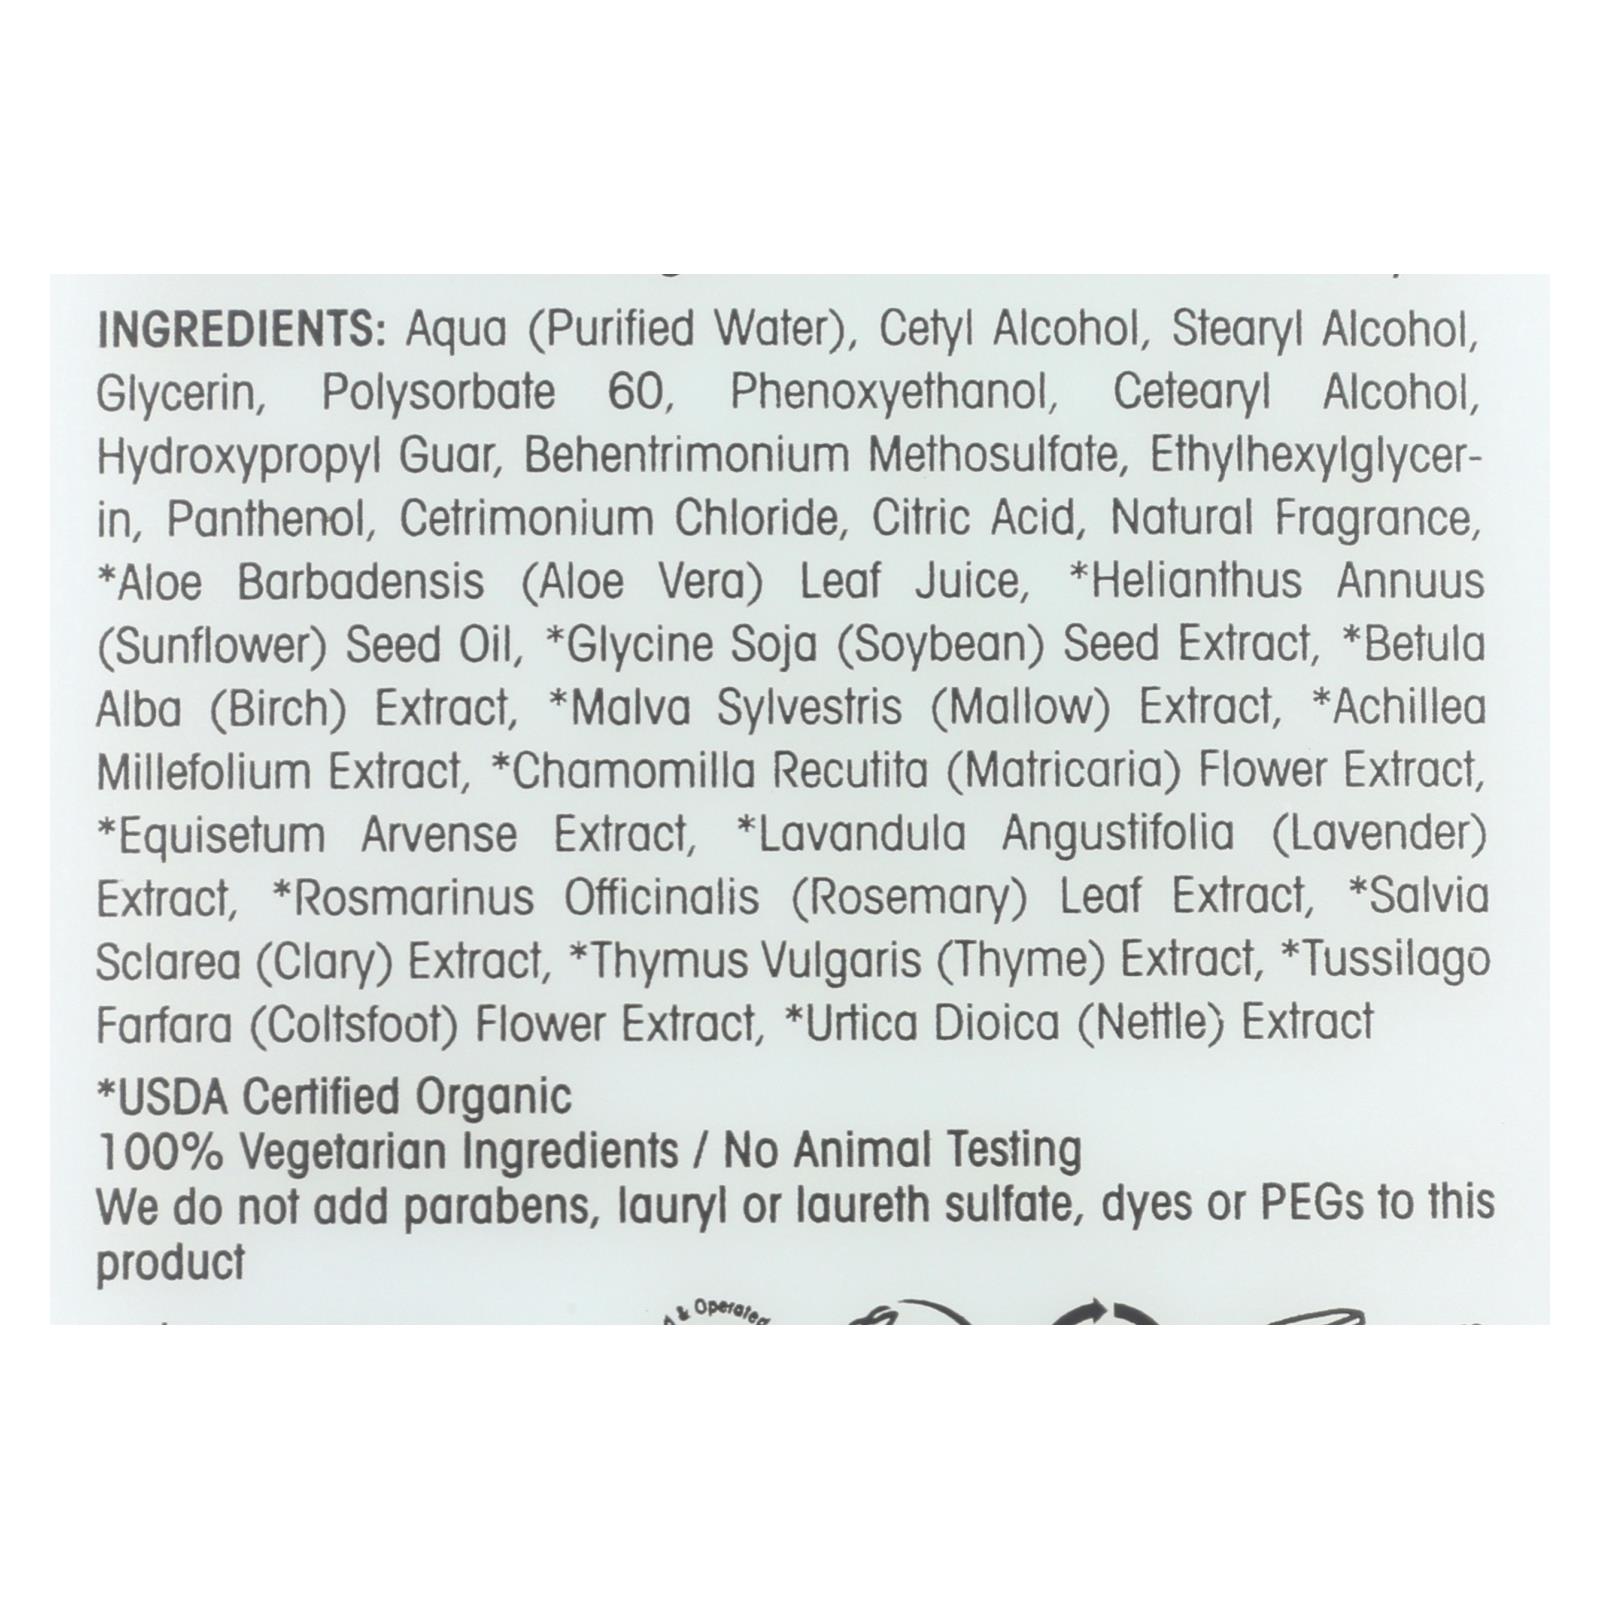 INGREDIENTS: Aqua (Purified Water), Cetyl Alcohol, Stearyl Alcohol,
Glycerin, Polysorbate 60, Phenoxyethanol, Cetearyl Alcohol,
Hydroxypropyl Guar, Behentrimonium Methosulfate, Ethylhexylglycer-
in, Panthenol, Cetrimonium Chloride, Citric Acid, Natural Fragrance,
*Aloe Barbadensis (Aloe Vera) Leaf Juice, *Helianthus Annuus
(Sunflower) Seed Oil, *Glycine Soja (Soybean) Seed Extract, *Betula
Alba (Birch) Extract, *Malva Sylvestris (Mallow) Extract, *Achillea
Millefolium Extract, *Chamomilla Recutita (Matricaria) Flower Extract,
*Equisetum Arvense Extract, *Lavandula Angustifolia (Lavender)
Extract, *Rosmarinus Officinalis (Rosemary) Leaf Extract, *Salvia
Sclarea (Clary) Extract, *Thymus Vulgaris (Thyme) Extract, *Tussilago
Farfara (Coltsfoot) Flower Extract, *Urtica Dioica (Nettle) Extract
*USDA Certified Organic
100% Vegetarian Ingredients / No Animal Testing
We do not add parabens, lauryl or laureth sulfate, dyes or PEGs to this
product
& Operated